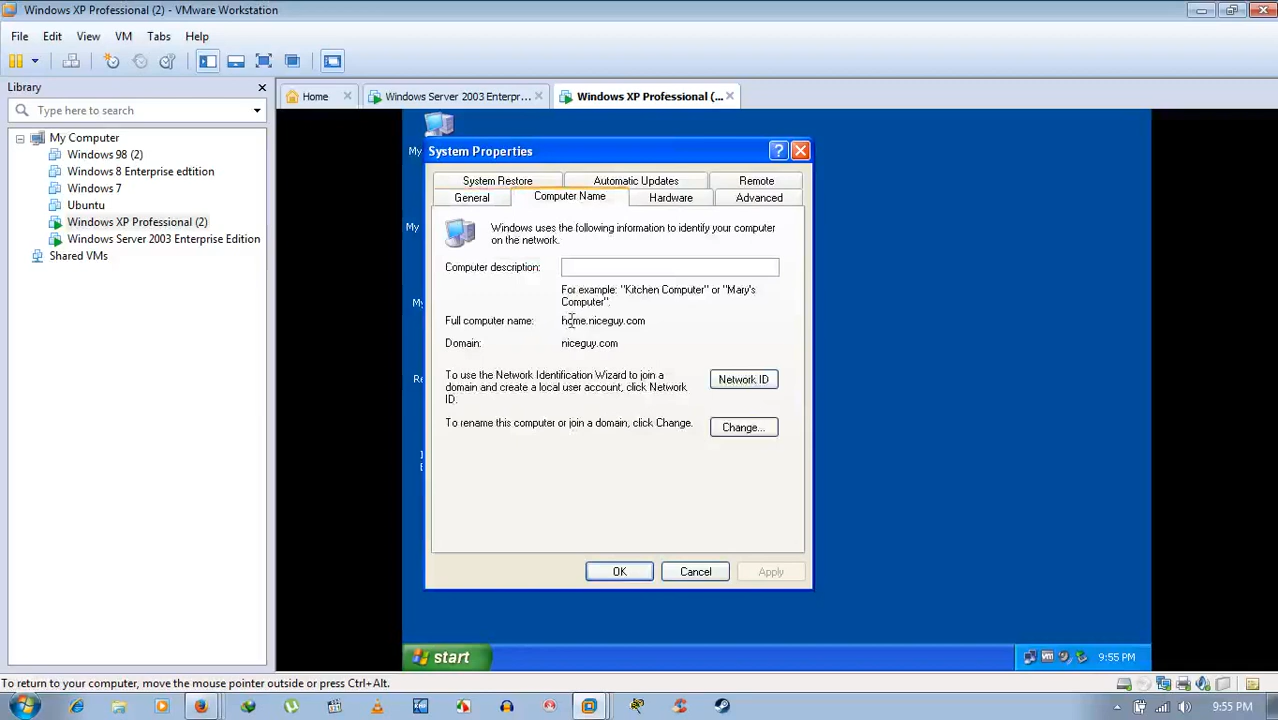 Windows XP Professional (2) - VMware Workstation
File Edit View VM Tabs Help
Library
Type here to search
My Computer
Windows 98 (2)
Windows 8 Enterprise edtition
Windows 7
Ubuntu
Windows XP Professional (2)
Windows Server 2003 Enterprise Edition
Shared VMs
Home
Windows Server 2003 Enterpr...
Windows XP Professional (...
System Properties
System Restore Automatic Updates Remote
General Computer Name Hardware Advanced
Windows uses the following information to identify your computer
on the network.
Computer description:
For example: "Kitchen Computer" or "Mary's
Computer".
Full computer name: home.niceguy.com
Domain: niceguy.com
To use the Network Identification Wizard to join a
domain and create a local user account, click Network
ID.
Network ID
To rename this computer or join a domain, click Change.
Change...
OK Cancel Apply
start
9:55 PM
To return to your computer, move the mouse pointer outside or press Ctrl+Alt.
9:55 PM